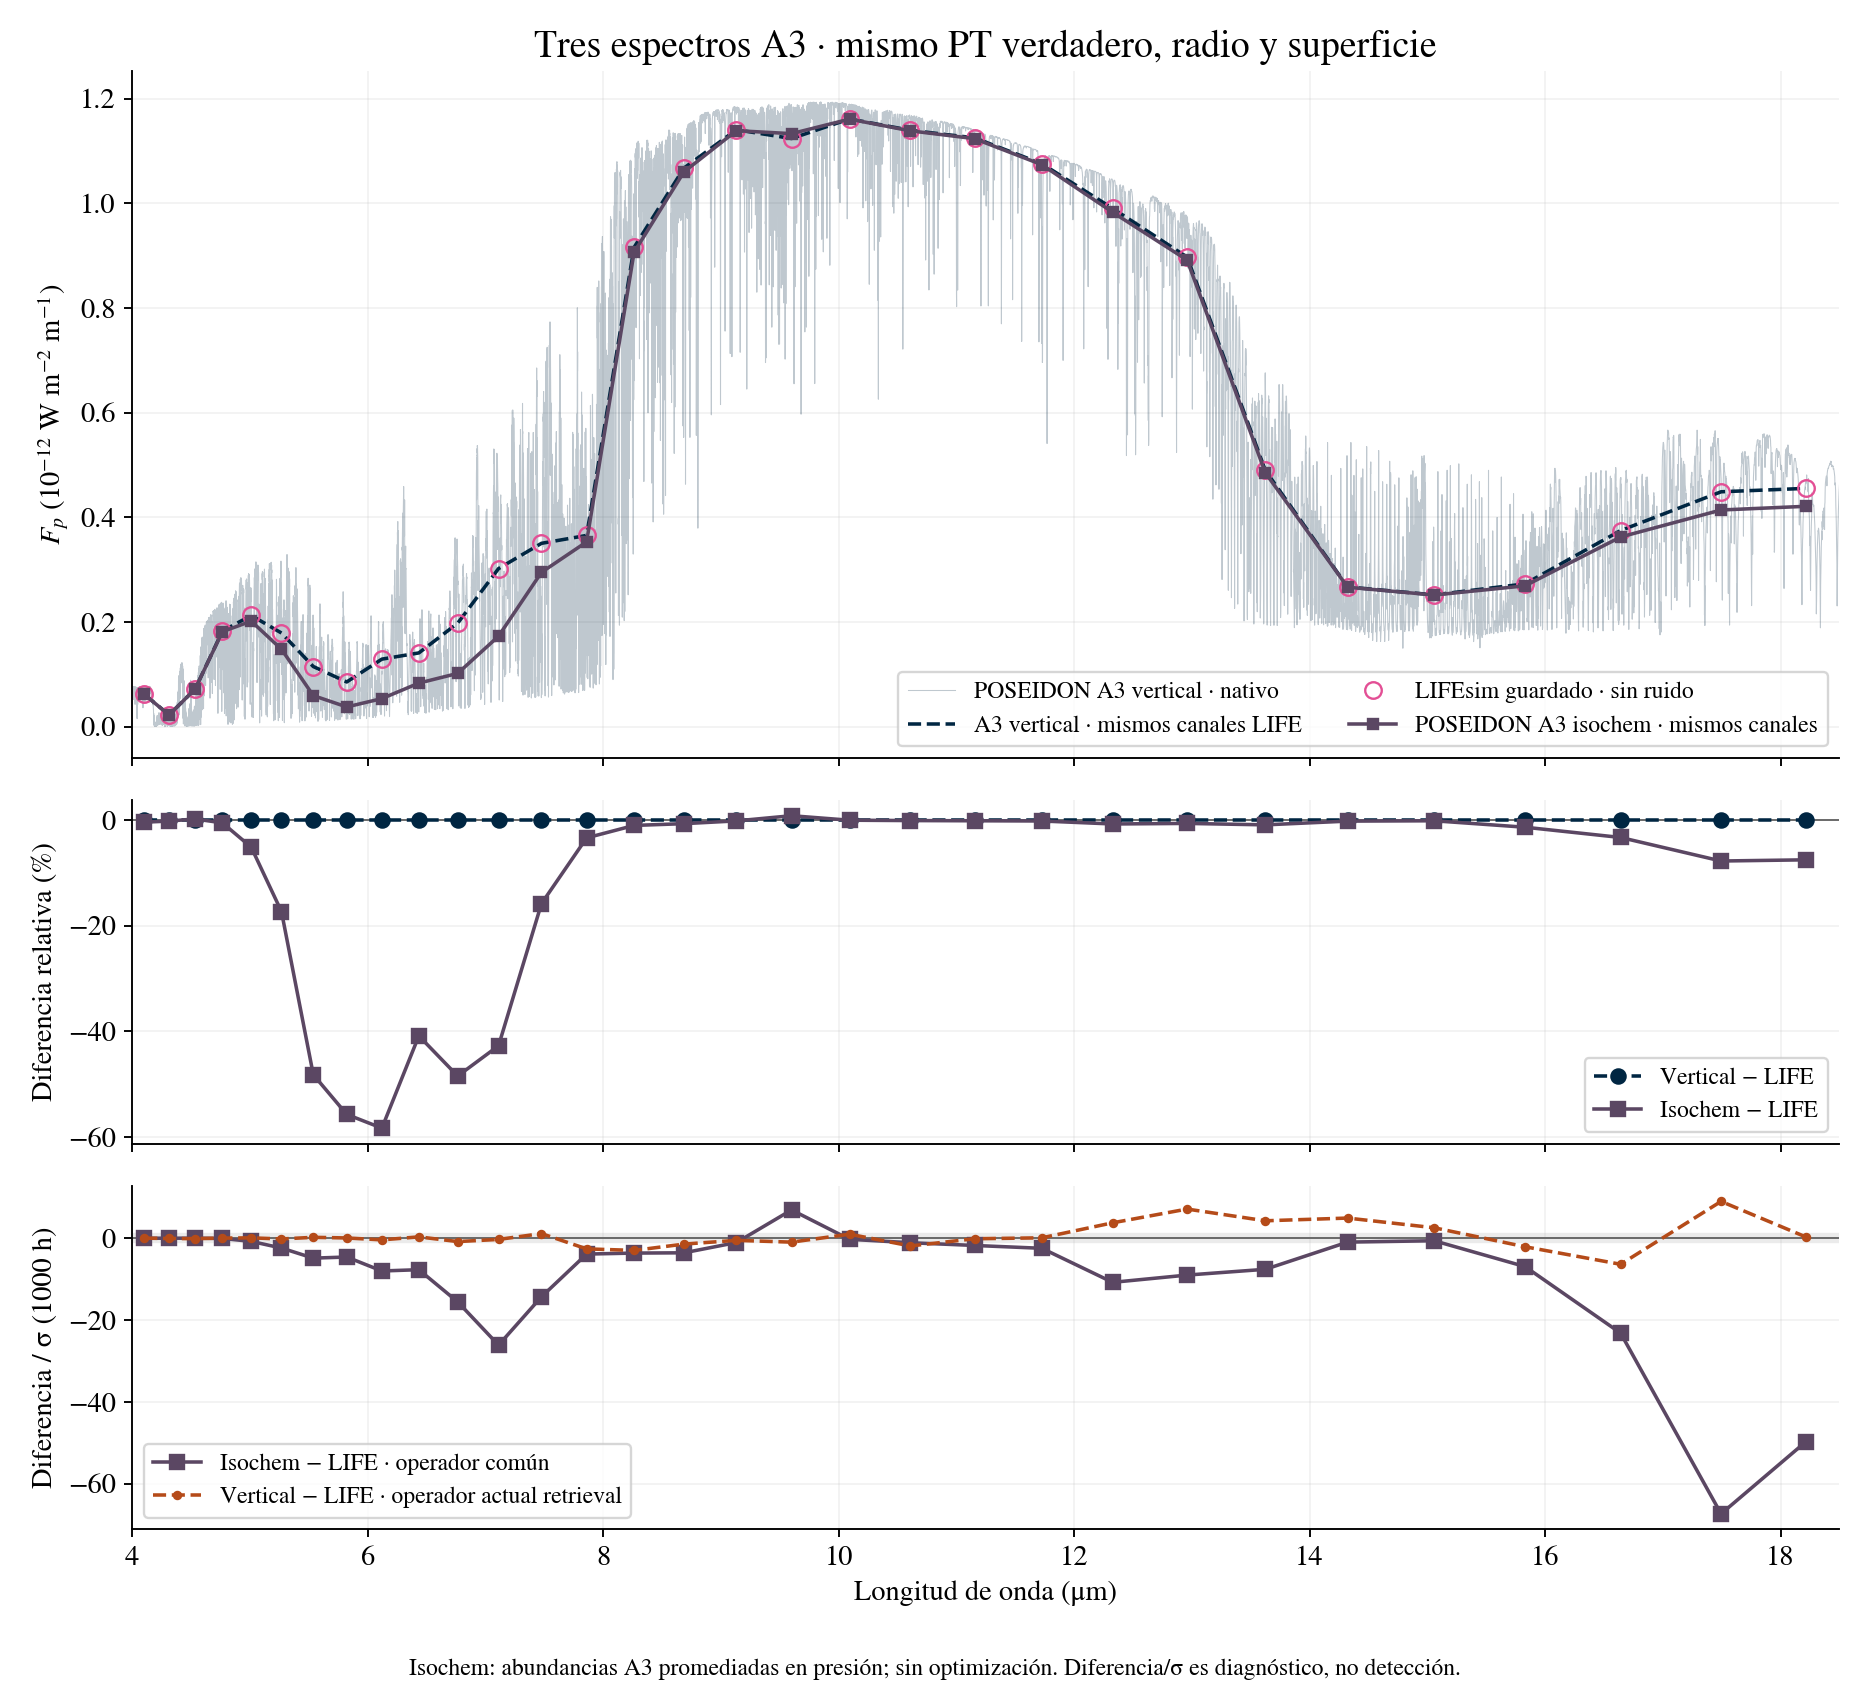 Tres espectros A3 · mismo PT verdadero, radio y superficie
F_p (10⁻¹² W m⁻² m⁻¹)
1.2
1.0
0.8
0.6
0.4
0.2
0.0
POSEIDON A3 vertical · nativo
A3 vertical · mismos canales LIFE
LIFEsim guardado · sin ruido
POSEIDON A3 isochem · mismos canales
Diferencia relativa (%)
0
−20
−40
−60
Vertical − LIFE
Isochem − LIFE
Diferencia / σ (1000 h)
0
−20
−40
−60
Isochem − LIFE · operador común
Vertical − LIFE · operador actual retrieval
4 6 8 10 12 14 16 18
Longitud de onda (μm)
Isochem: abundancias A3 promediadas en presión; sin optimización. Diferencia/σ es diagnóstico, no detección.